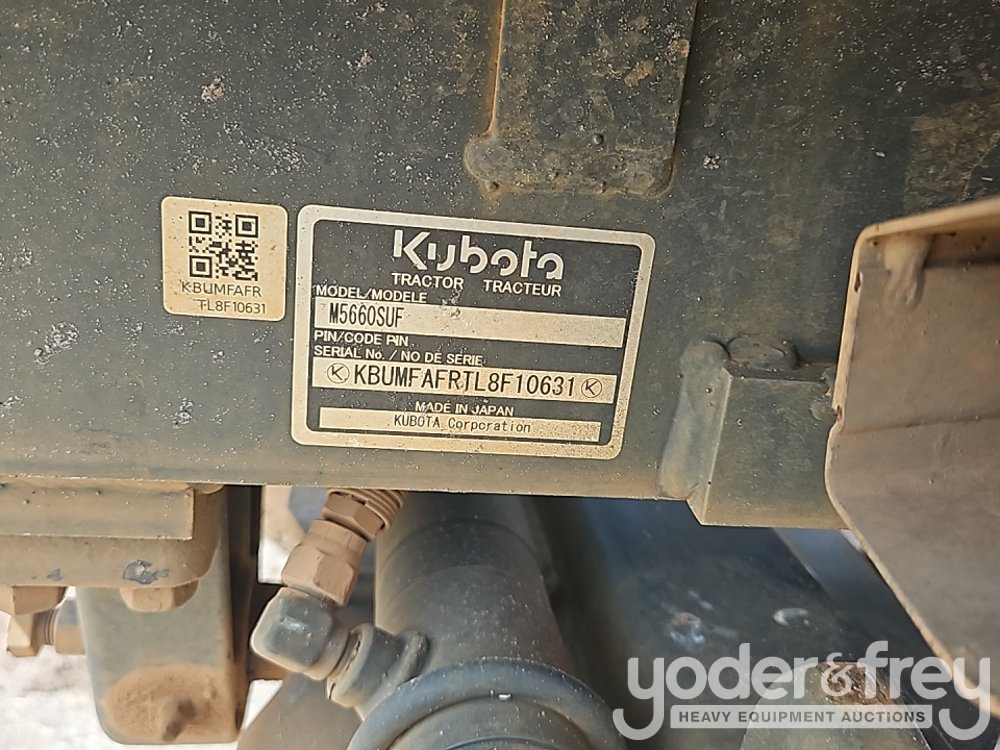 KBUMFAFR
TL8F10631
Kubota
TRACTOR TRACTEUR
MODEL/MODELE
M5660SUF
PIN/CODE PIN
SERIAL No. / NO DE SERIE
KBUMFAFRTL8F10631
MADE IN JAPAN
KUBOTA Corporation
yoder&frey
HEAVY EQUIPMENT AUCTIONS